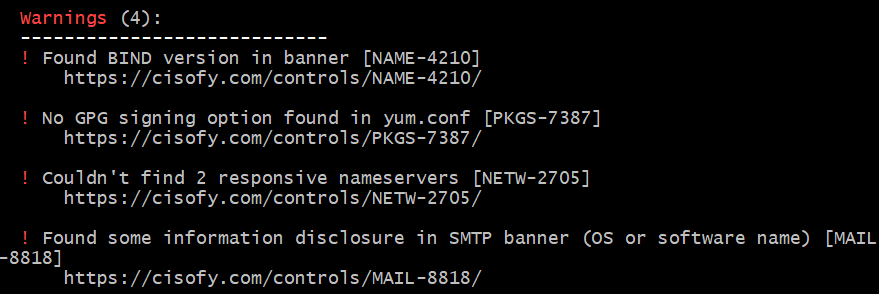 Warnings (4):
----------------------------
! Found BIND version in banner [NAME-4210]
https://cisofy.com/controls/NAME-4210/
! No GPG signing option found in yum.conf [PKGS-7387]
https://cisofy.com/controls/PKGS-7387/
! Couldn't find 2 responsive nameservers [NETW-2705]
https://cisofy.com/controls/NETW-2705/
! Found some information disclosure in SMTP banner (OS or software name) [MAIL
-8818]
https://cisofy.com/controls/MAIL-8818/